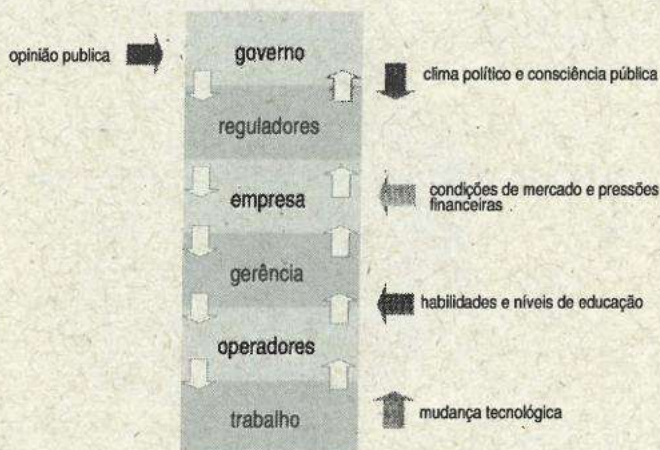 opinião publica
governo
clima político e consciência pública
reguladores
empresa
condições de mercado e pressões
financeiras
gerência
habilidades e níveis de educação
operadores
trabalho
mudança tecnológica